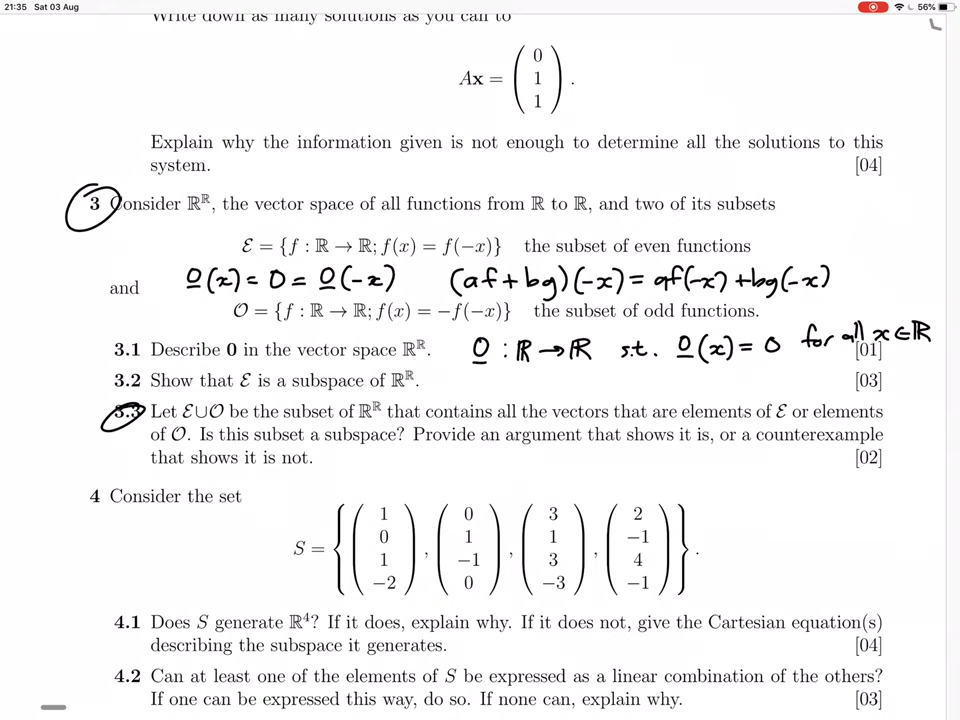 21:35 Sat 03 Aug
56%
Write down as many solutions as you can to
Ax = ( 0 1 1 ) .
Explain why the information given is not enough to determine all the solutions to this
system. [04]
3 Consider ℝ^ℝ, the vector space of all functions from ℝ to ℝ, and two of its subsets
ℰ = {f : ℝ → ℝ; f(x) = f(−x)} the subset of even functions
0(x) = 0 = 0(-x) (af+bg)(-x) = af(-x) + bg(-x)
and
𝒪 = {f : ℝ → ℝ; f(x) = −f(−x)} the subset of odd functions.
3.1 Describe 0 in the vector space ℝ^ℝ. 0 : ℝ → ℝ s.t. 0(x) = 0 for all x ∈ ℝ [01]
3.2 Show that ℰ is a subspace of ℝ^ℝ. [03]
3.3 Let ℰ∪𝒪 be the subset of ℝ^ℝ that contains all the vectors that are elements of ℰ or elements
of 𝒪. Is this subset a subspace? Provide an argument that shows it is, or a counterexample
that shows it is not. [02]
4 Consider the set
S = { ( 1 0 1 −2 ) , ( 0 1 −1 0 ) , ( 3 1 3 −3 ) , ( 2 −1 4 −1 ) } .
4.1 Does S generate ℝ⁴? If it does, explain why. If it does not, give the Cartesian equation(s)
describing the subspace it generates. [04]
4.2 Can at least one of the elements of S be expressed as a linear combination of the others?
If one can be expressed this way, do so. If none can, explain why. [03]